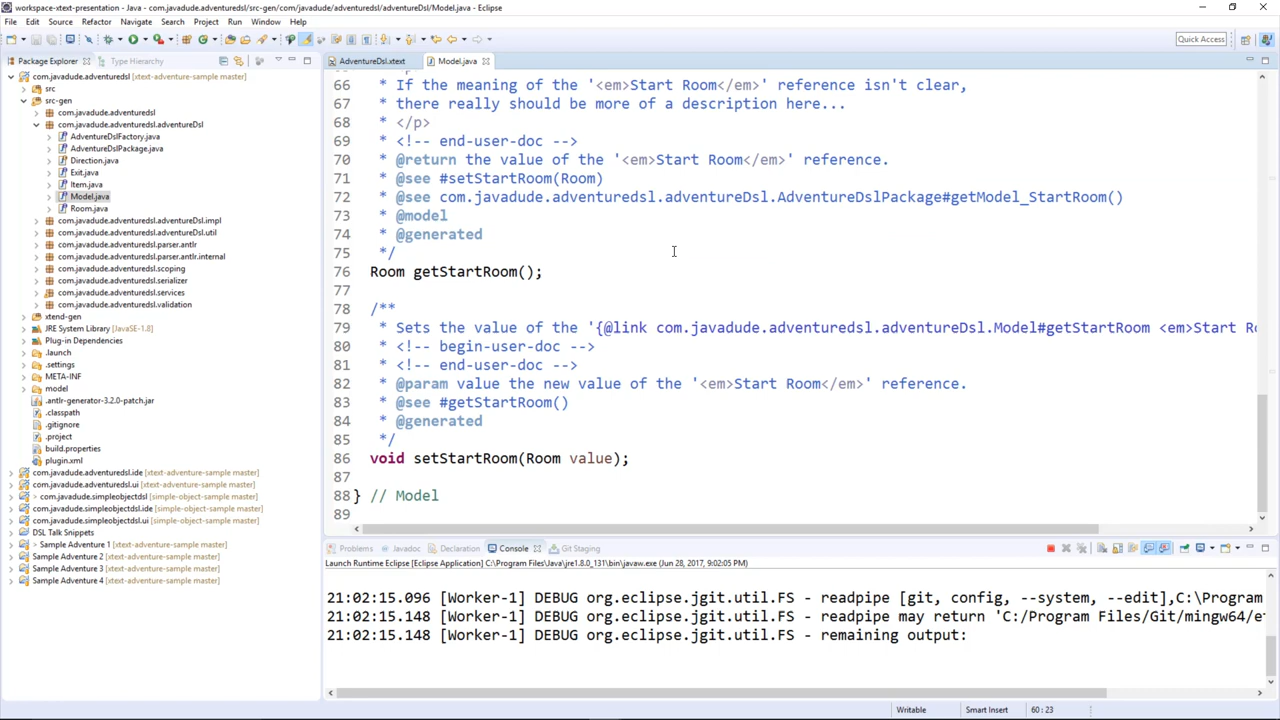 workspace-xtext-presentation - com.javadude.adventuredsl/src-gen/com/javadude/adventuredsl/adventureDsl/Model.java - Eclipse
File Edit Source Refactor Navigate Search Project Run Window Help
Quick Access
Package Explorer Type Hierarchy
com.javadude.adventuredsl [xtext-adventure-sample master]
src
src-gen
com.javadude.adventuredsl
com.javadude.adventuredsl.adventureDsl
AdventureDslFactory.java
AdventureDslPackage.java
Direction.java
Exit.java
Item.java
Model.java
Room.java
com.javadude.adventuredsl.adventureDsl.impl
com.javadude.adventuredsl.adventureDsl.util
com.javadude.adventuredsl.parser.antlr
com.javadude.adventuredsl.parser.antlr.internal
com.javadude.adventuredsl.scoping
com.javadude.adventuredsl.serializer
com.javadude.adventuredsl.services
com.javadude.adventuredsl.validation
xtend-gen
JRE System Library [JavaSE-1.8]
Plug-in Dependencies
.launch
.settings
META-INF
model
.antlr-generator-3.2.0-patch.jar
.classpath
.gitignore
.project
build.properties
plugin.xml
com.javadude.adventuredsl.ide [xtext-adventure-sample master]
com.javadude.adventuredsl.ui [xtext-adventure-sample master]
> com.javadude.simpleobjectdsl [simple-object-dsl master]
com.javadude.simpleobjectdsl.ide [simple-object-dsl master]
com.javadude.simpleobjectdsl.ui [simple-object-dsl master]
DSL Talk Snippets
> Sample Adventure 1 [xtext-adventure-sample master]
Sample Adventure 2 [xtext-adventure-sample master]
Sample Adventure 3 [xtext-adventure-sample master]
Sample Adventure 4 [xtext-adventure-sample master]
AdventureDsl.xtext Model.java
66 * If the meaning of the '<em>Start Room</em>' reference isn't clear,
67 * there really should be more of a description here...
68 * </p>
69 * <!-- end-user-doc -->
70 * @return the value of the '<em>Start Room</em>' reference.
71 * @see #setStartRoom(Room)
72 * @see com.javadude.adventuredsl.adventureDsl.AdventureDslPackage#getModel_StartRoom()
73 * @model
74 * @generated
75 */
76 Room getStartRoom();
77
78 /**
79 * Sets the value of the '{@link com.javadude.adventuredsl.adventureDsl.Model#getStartRoom <em>Start Ro
80 * <!-- begin-user-doc -->
81 * <!-- end-user-doc -->
82 * @param value the new value of the '<em>Start Room</em>' reference.
83 * @see #getStartRoom()
84 * @generated
85 */
86 void setStartRoom(Room value);
87
88 } // Model
89
Problems Javadoc Declaration Console Git Staging
Launch Runtime Eclipse [Eclipse Application] C:\Program Files\Java\jre1.8.0_131\bin\javaw.exe (Jun 28, 2017, 9:02:05 PM)
21:02:15.096 [Worker-1] DEBUG org.eclipse.jgit.util.FS - readpipe [git, config, --system, --edit],C:\Program
21:02:15.148 [Worker-1] DEBUG org.eclipse.jgit.util.FS - readpipe may return 'C:/Program Files/Git/mingw64/e
21:02:15.148 [Worker-1] DEBUG org.eclipse.jgit.util.FS - remaining output:
Writable Smart Insert 60 : 23